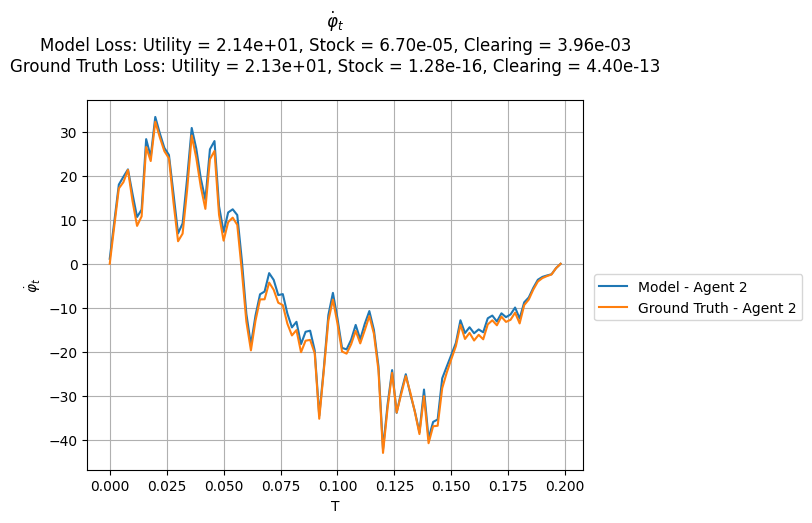 φ̇ₜ
Model Loss: Utility = 2.14e+01, Stock = 6.70e-05, Clearing = 3.96e-03
Ground Truth Loss: Utility = 2.13e+01, Stock = 1.28e-16, Clearing = 4.40e-13
30
20
10
0
−10
−20
−30
−40
φ̇ₜ
0.000 0.025 0.050 0.075 0.100 0.125 0.150 0.175 0.200
T
Model - Agent 2
Ground Truth - Agent 2